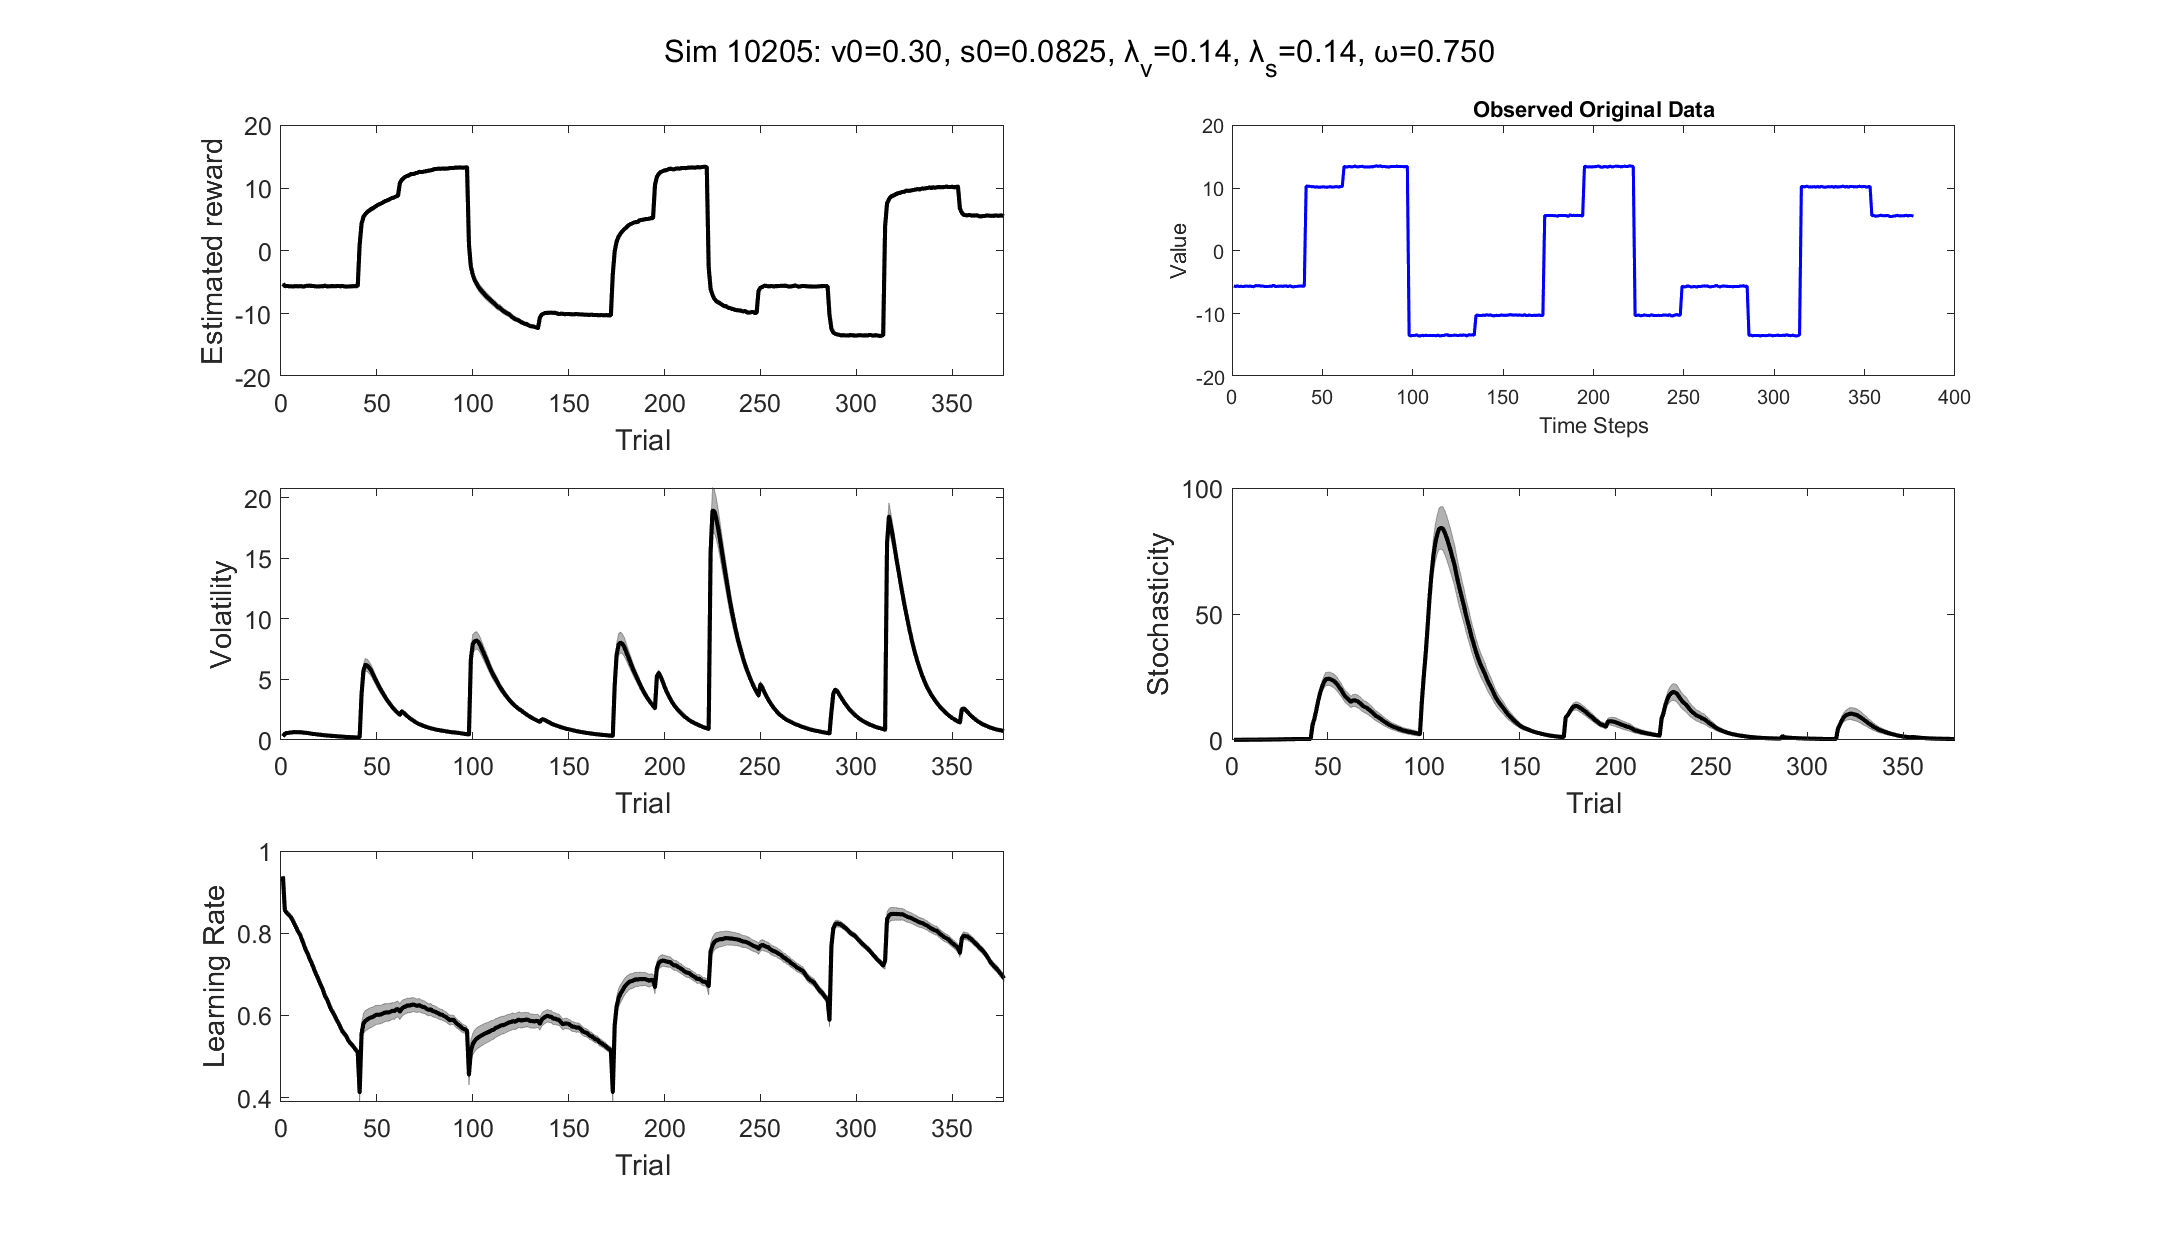 Sim 10205: v0=0.30, s0=0.0825, λ_v=0.14, λ_s=0.14, ω=0.750
Estimated reward
20
10
0
-10
-20
0 50 100 150 200 250 300 350
Trial
Observed Original Data
Value
20
10
0
-10
-20
0 50 100 150 200 250 300 350 400
Time Steps
Volatility
20
15
10
5
0
0 50 100 150 200 250 300 350
Trial
Stochasticity
100
50
0
0 50 100 150 200 250 300 350
Trial
Learning Rate
1
0.8
0.6
0.4
0 50 100 150 200 250 300 350
Trial